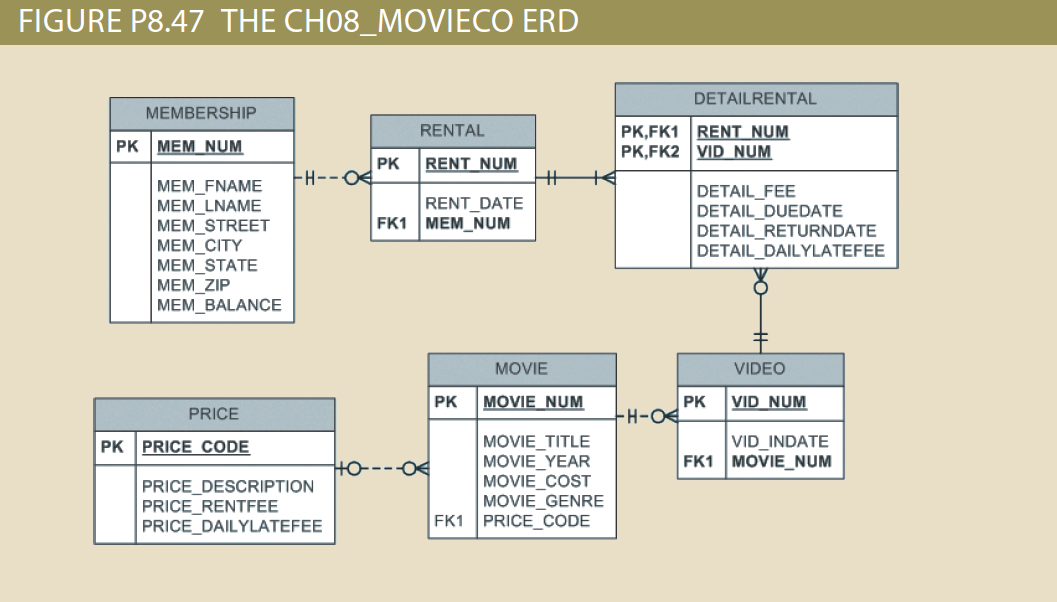 FIGURE P8.47 THE CH08_MOVIECO ERD
MEMBERSHIP
PK MEM_NUM
MEM_FNAME
MEM_LNAME
MEM_STREET
MEM_CITY
MEM_STATE
MEM_ZIP
MEM_BALANCE
RENTAL
PK RENT_NUM
RENT_DATE
FK1 MEM_NUM
DETAILRENTAL
PK,FK1 RENT_NUM
PK,FK2 VID_NUM
DETAIL_FEE
DETAIL_DUEDATE
DETAIL_RETURNDATE
DETAIL_DAILYLATEFEE
PRICE
PK PRICE_CODE
PRICE_DESCRIPTION
PRICE_RENTFEE
PRICE_DAILYLATEFEE
MOVIE
PK MOVIE_NUM
MOVIE_TITLE
MOVIE_YEAR
MOVIE_COST
MOVIE_GENRE
FK1 PRICE_CODE
VIDEO
PK VID_NUM
VID_INDATE
FK1 MOVIE_NUM